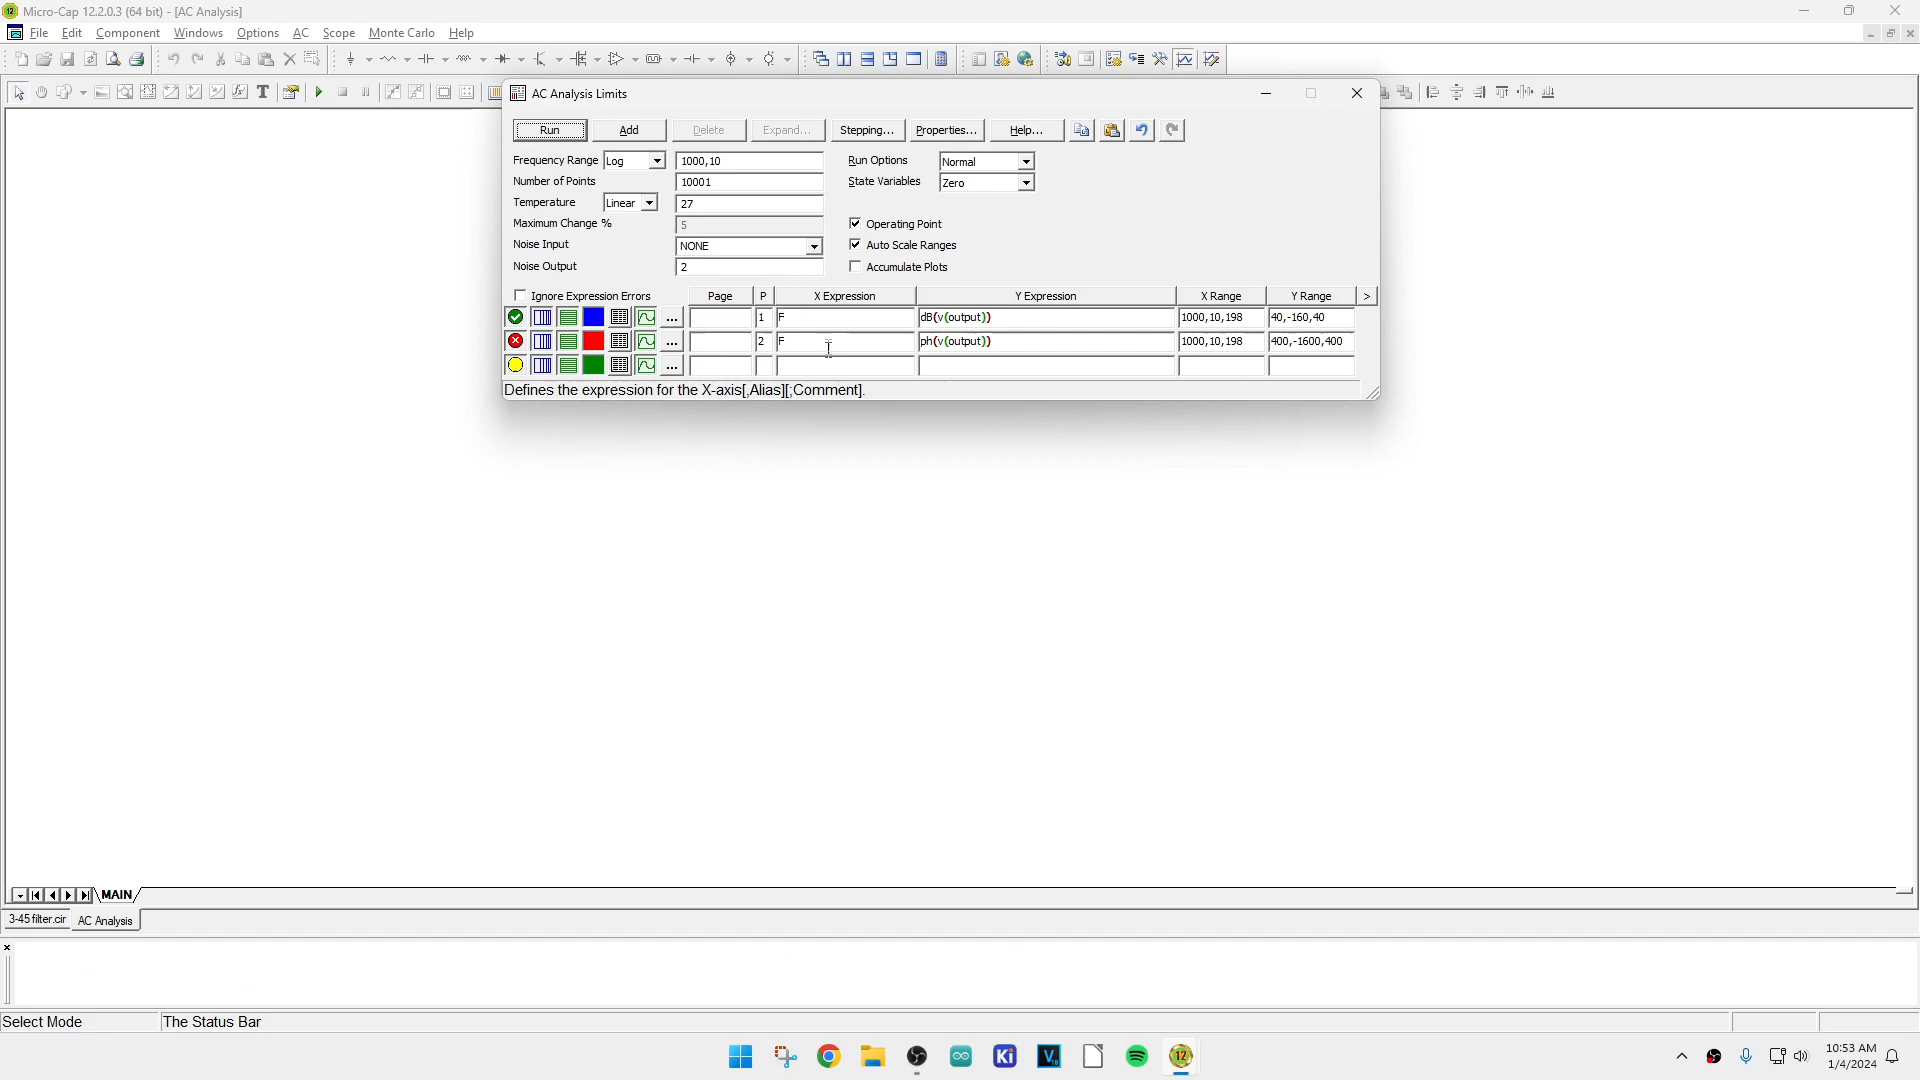 Micro-Cap 12.2.0.3 (64 bit) - [AC Analysis]
File Edit Component Windows Options AC Scope Monte Carlo Help
AC Analysis Limits
Run Add Delete Expand... Stepping... Properties... Help...
Frequency Range Log 1000,10 Run Options Normal
Number of Points 10001 State Variables Zero
Temperature Linear 27
Maximum Change % 5 Operating Point
Noise Input NONE Auto Scale Ranges
Noise Output 2 Accumulate Plots
Ignore Expression Errors Page P X Expression Y Expression X Range Y Range >
... 1 F dB(v(output)) 1000,10,198 40,-160,40
... 2 F ph(v(output)) 1000,10,198 400,-1600,400
...
Defines the expression for the X-axis[,Alias][;Comment].
MAIN
3-45 filter.cir AC Analysis
Select Mode The Status Bar
Ki V 12
10:53 AM
1/4/2024